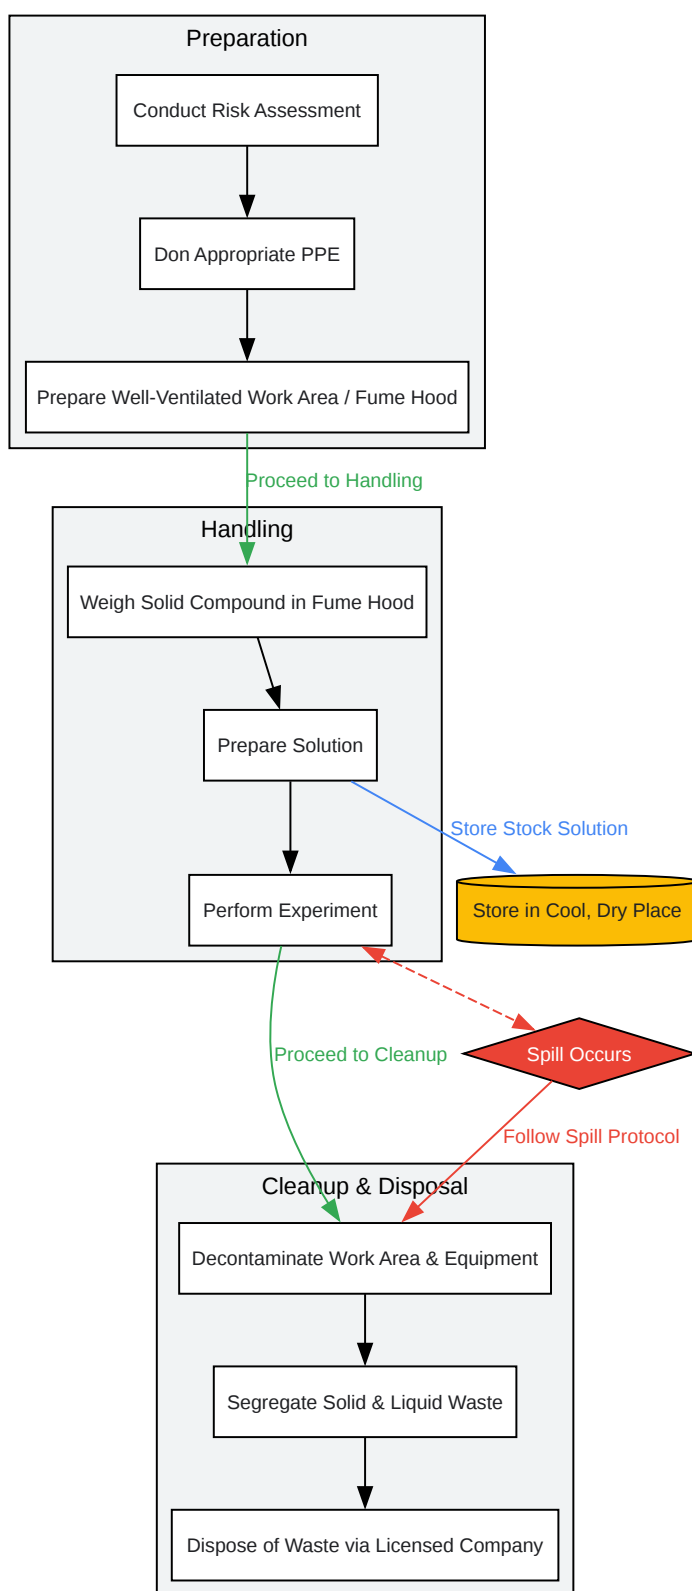 Preparation
Conduct Risk Assessment
Don Appropriate PPE
Prepare Well-Ventilated Work Area / Fume Hood
Proceed to Handling
Handling
Weigh Solid Compound in Fume Hood
Prepare Solution
Store Stock Solution
Perform Experiment
Store in Cool, Dry Place
Proceed to Cleanup
Spill Occurs
Follow Spill Protocol
Cleanup & Disposal
Decontaminate Work Area & Equipment
Segregate Solid & Liquid Waste
Dispose of Waste via Licensed Company